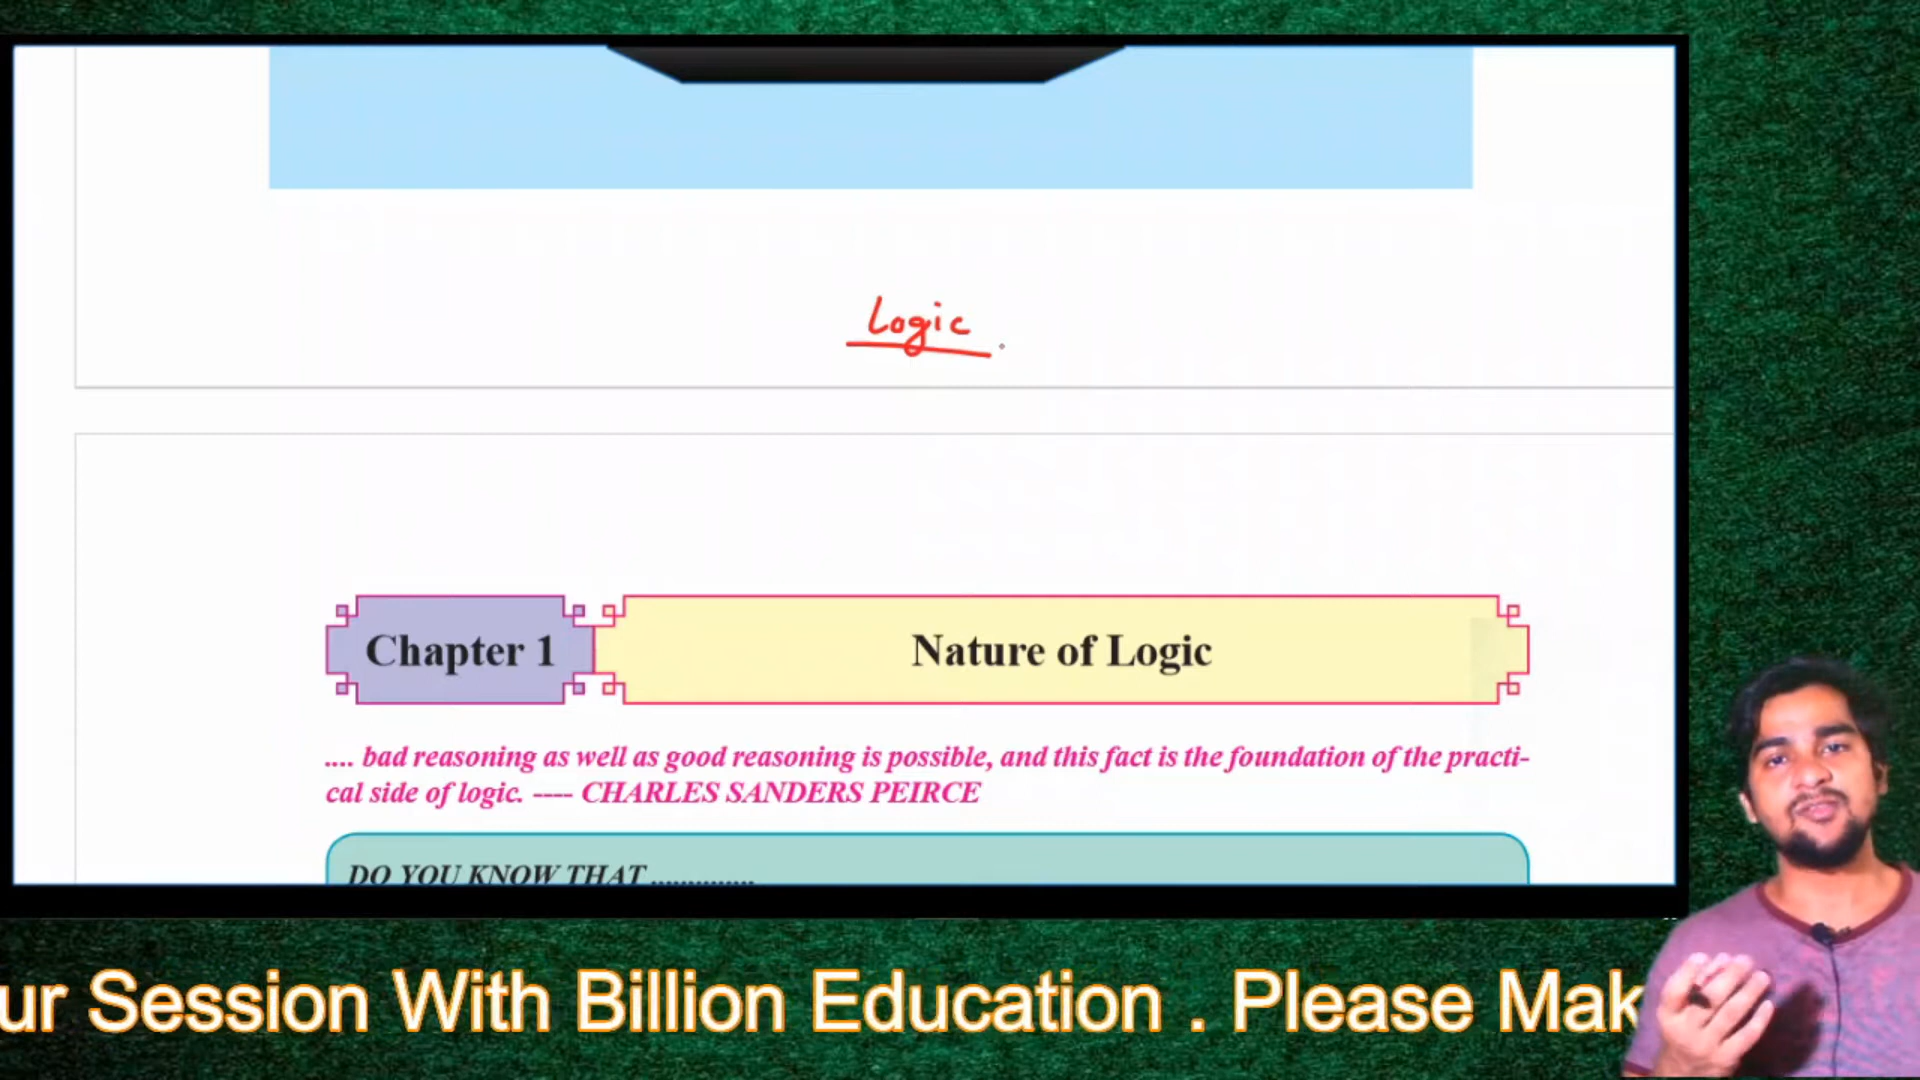 Logic
Chapter 1
Nature of Logic
.... bad reasoning as well as good reasoning is possible, and this fact is the foundation of the practi-
cal side of logic. ---- CHARLES SANDERS PEIRCE
DO YOU KNOW THAT .............
ur Session With Billion Education . Please Mak